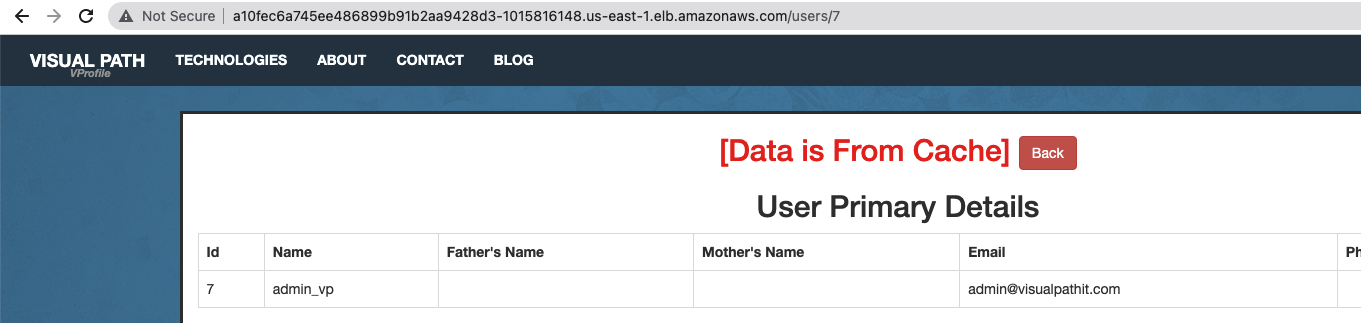 Not Secure a10fec6a745ee486899b91b2aa9428d3-1015816148.us-east-1.elb.amazonaws.com/users/7
VISUAL PATH TECHNOLOGIES ABOUT CONTACT BLOG
VProfile
[Data is From Cache] Back
User Primary Details
Id Name Father's Name Mother's Name Email Ph
7 admin_vp admin@visualpathit.com